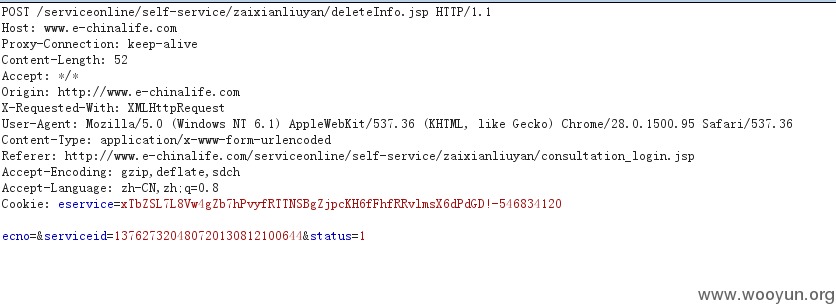 POST /serviceonline/self-service/zaixianliuyan/deleteInfo.jsp HTTP/1.1
Host: www.e-chinalife.com
Proxy-Connection: keep-alive
Content-Length: 52
Accept: */*
Origin: http://www.e-chinalife.com
X-Requested-With: XMLHttpRequest
User-Agent: Mozilla/5.0 (Windows NT 6.1) AppleWebKit/537.36 (KHTML, like Gecko) Chrome/28.0.1500.95 Safari/537.36
Content-Type: application/x-www-form-urlencoded
Referer: http://www.e-chinalife.com/serviceonline/self-service/zaixianliuyan/consultation_login.jsp
Accept-Encoding: gzip,deflate,sdch
Accept-Language: zh-CN,zh;q=0.8
Cookie: eservice=xTbZSL7L8Vw4gZb7hPvyfRTTNSBgZjpcKH6fFhfRRvlmsX6dPdGD!-546834120
ecno=&serviceid=1376273204807201308121006​44&status=1
www.wooyun.org